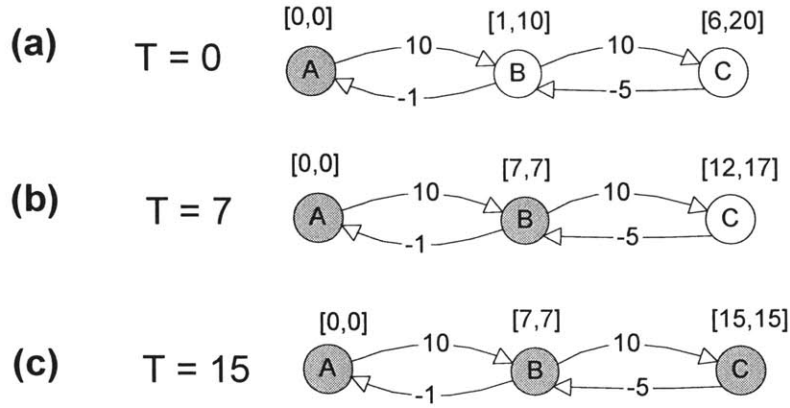 [0,0] [1,10] [6,20]
(a) T = 0 A 10 B 10 C
-1 -5
[0,0] [7,7] [12,17]
(b) T = 7 A 10 B 10 C
-1 -5
[0,0] [7,7] [15,15]
(c) T = 15 A 10 B 10 C
-1 -5